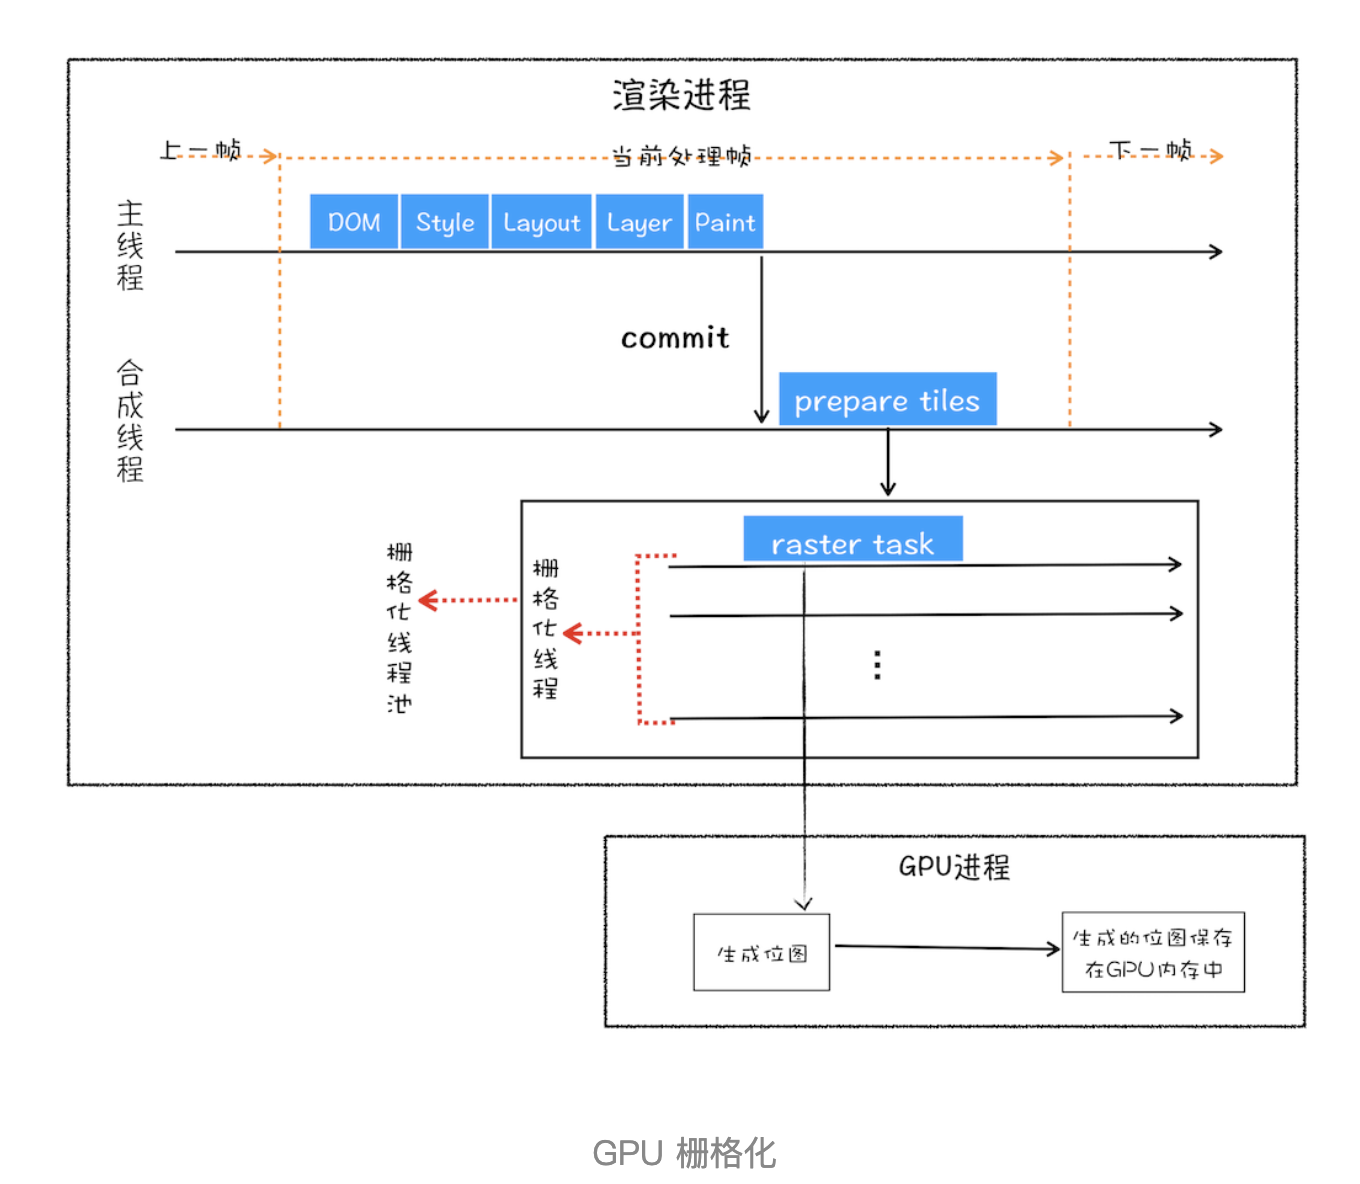 渲染进程
上一帧
当前处理帧
下一帧
主线程
DOM
Style
Layout
Layer
Paint
commit
合成线程
prepare tiles
栅格化线程池
栅格化线程
raster task
GPU进程
生成位图
生成的位图保存
在GPU内存中
GPU 栅格化